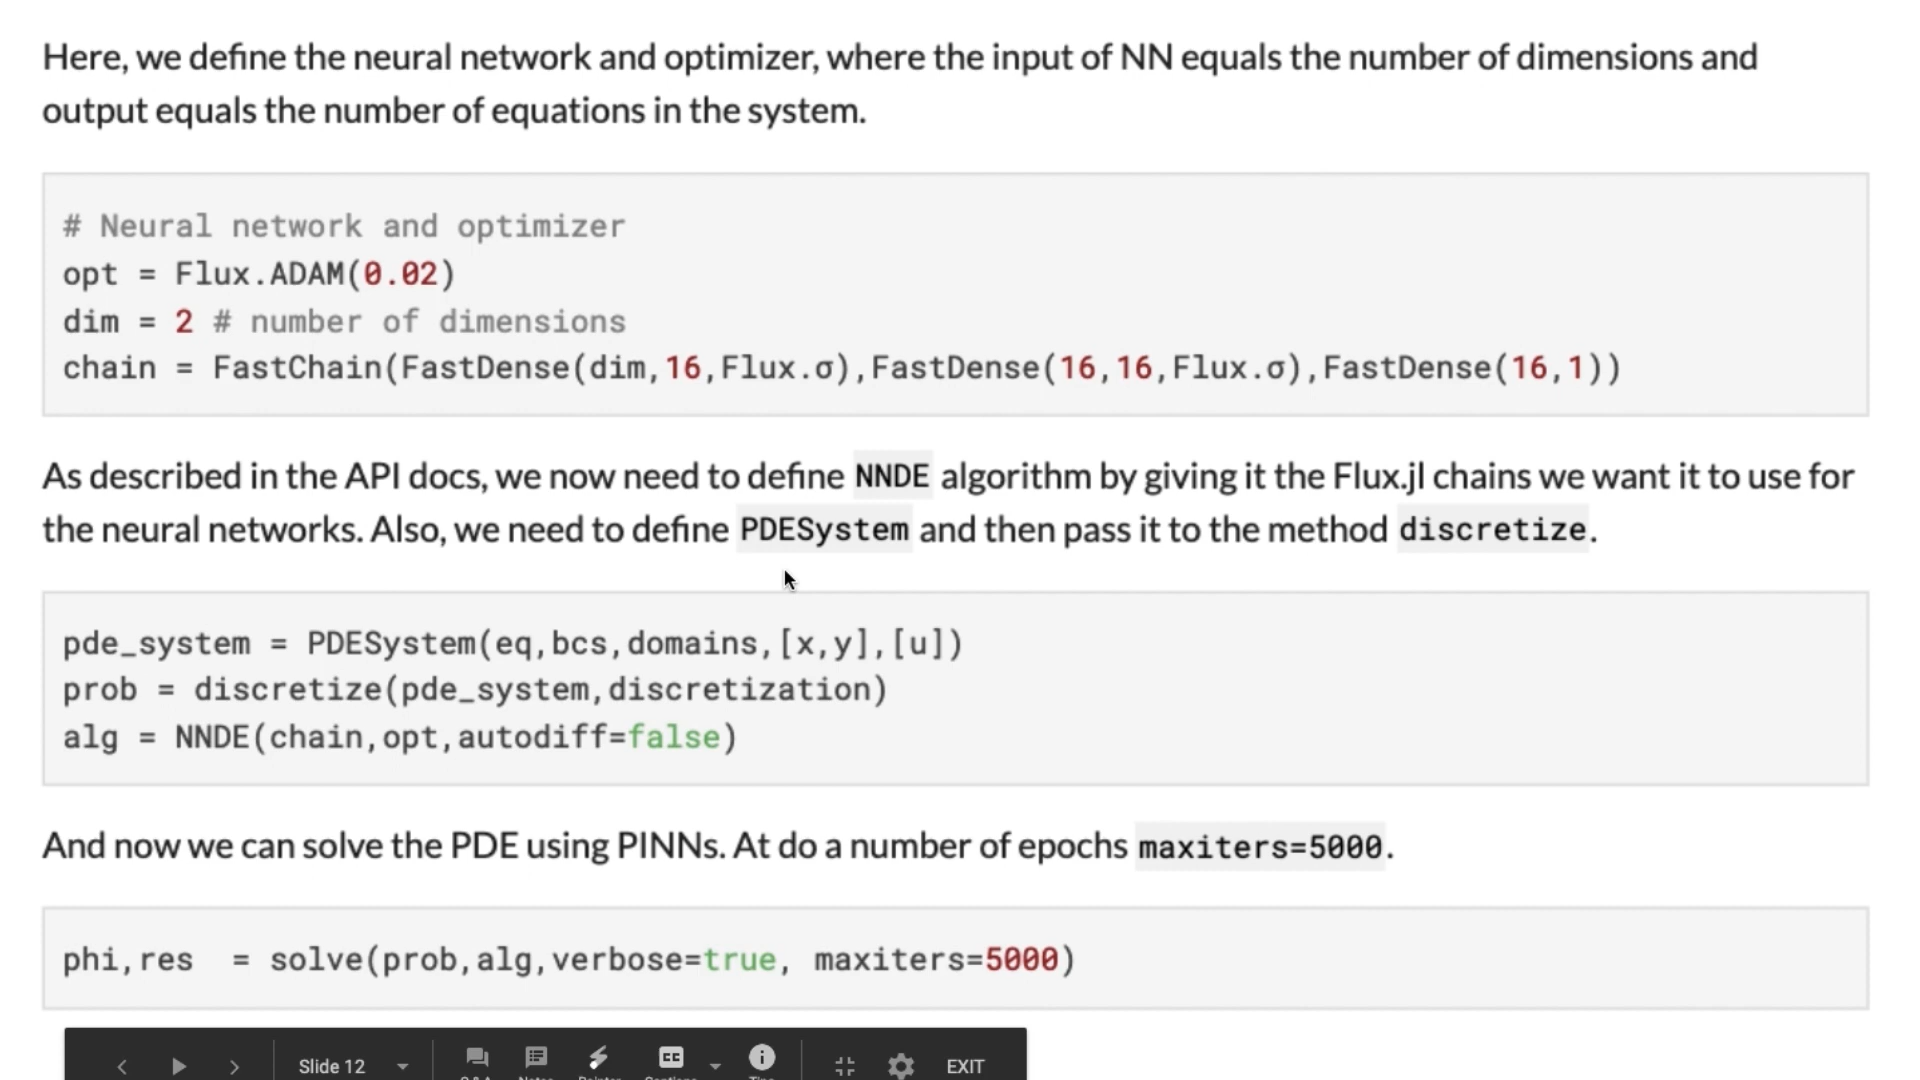 Here, we define the neural network and optimizer, where the input of NN equals the number of dimensions and
output equals the number of equations in the system.
# Neural network and optimizer
opt = Flux.ADAM(0.02)
dim = 2 # number of dimensions
chain = FastChain(FastDense(dim,16,Flux.σ),FastDense(16,16,Flux.σ),FastDense(16,1))
As described in the API docs, we now need to define NNDE algorithm by giving it the Flux.jl chains we want it to use for
the neural networks. Also, we need to define PDESystem and then pass it to the method discretize.
pde_system = PDESystem(eq,bcs,domains,[x,y],[u])
prob = discretize(pde_system,discretization)
alg = NNDE(chain,opt,autodiff=false)
And now we can solve the PDE using PINNs. At do a number of epochs maxiters=5000.
phi,res  = solve(prob,alg,verbose=true, maxiters=5000)
Slide 12 CC EXIT